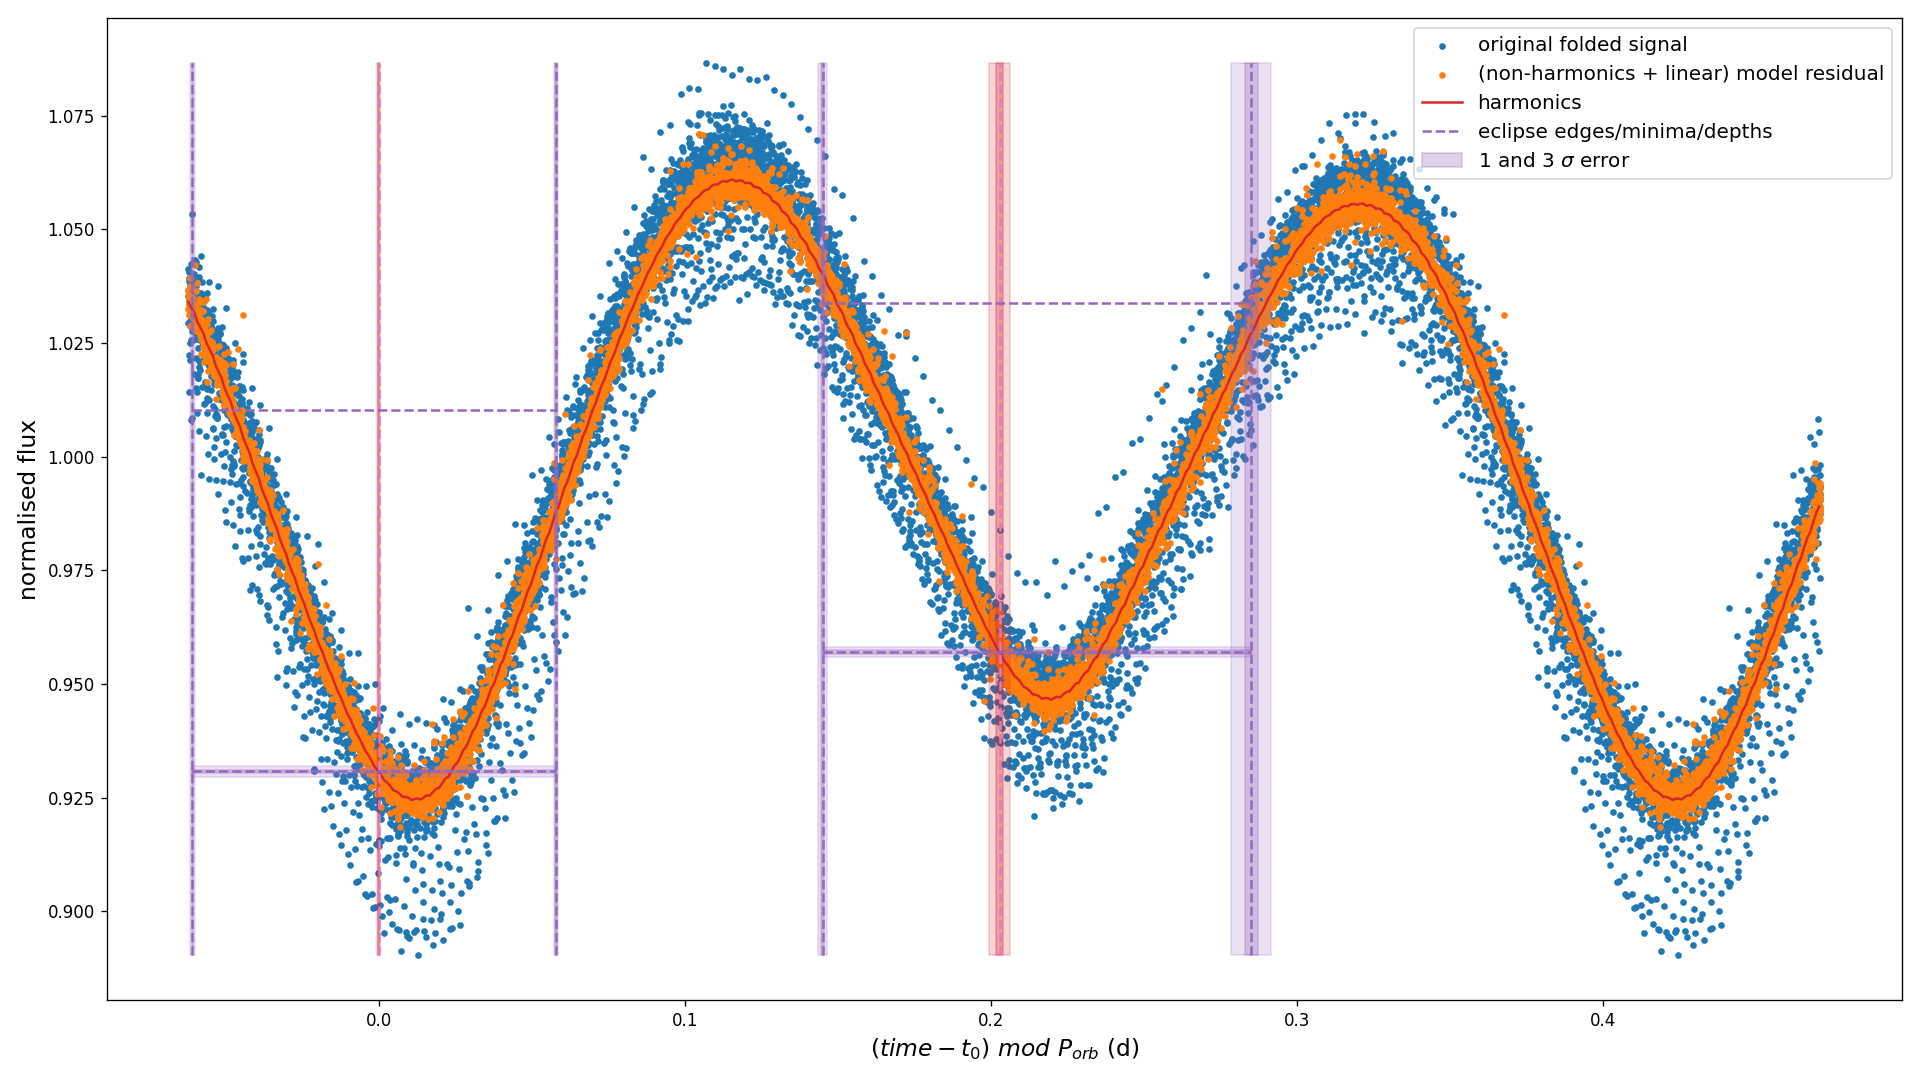 original folded signal
(non-harmonics + linear) model residual
harmonics
eclipse edges/minima/depths
1 and 3 σ error
normalised flux
1.075
1.050
1.025
1.000
0.975
0.950
0.925
0.900
0.0 0.1 0.2 0.3 0.4
(time − t₀) mod Pₒᵣb (d)